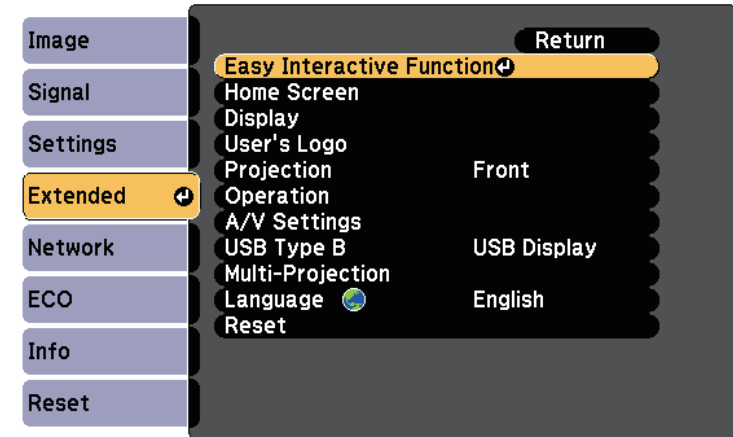 Image
Signal
Settings
Extended
Network
ECO
Info
Reset
Return
Easy Interactive Function
Home Screen
Display
User's Logo
Projection Front
Operation
A/V Settings
USB Type B USB Display
Multi-Projection
Language English
Reset